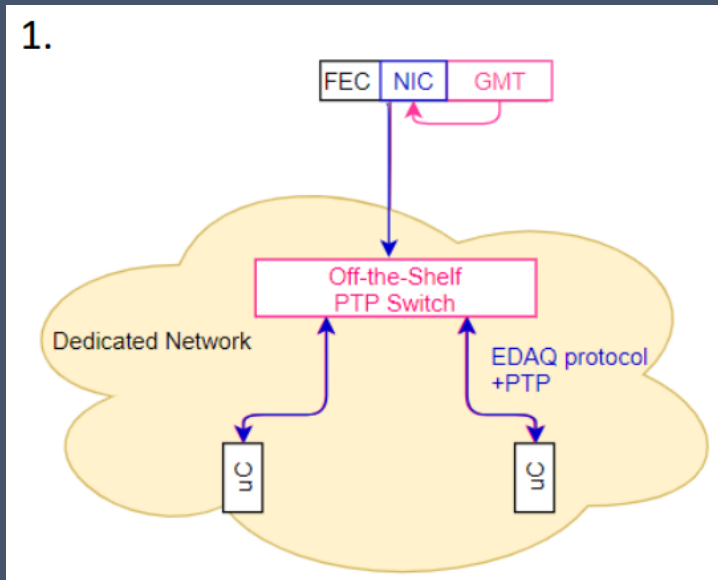 1.
FEC NIC GMT
Off-the-Shelf
PTP Switch
Dedicated Network
EDAQ protocol
+PTP
uC
uC